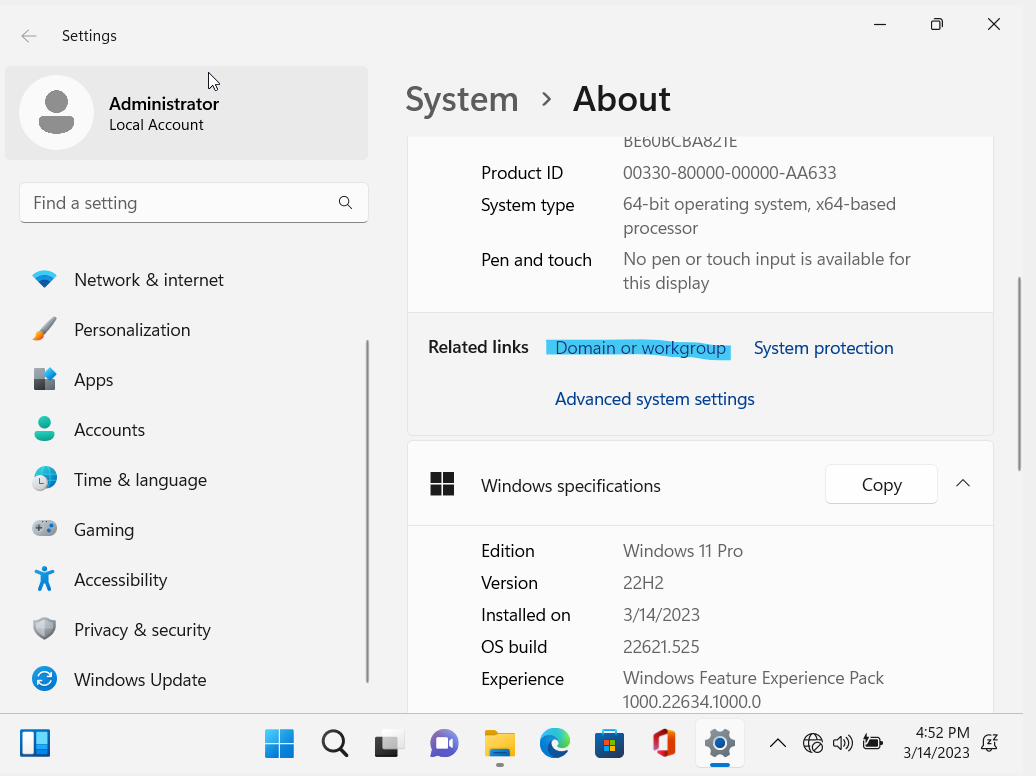 Settings
Administrator
Local Account
Find a setting
Network & internet
Personalization
Apps
Accounts
Time & language
Gaming
Accessibility
Privacy & security
Windows Update
System > About
BE60BCBA821E
Product ID 00330-80000-00000-AA633
System type 64-bit operating system, x64-based
processor
Pen and touch No pen or touch input is available for
this display
Related links Domain or workgroup System protection
Advanced system settings
Windows specifications Copy
Edition Windows 11 Pro
Version 22H2
Installed on 3/14/2023
OS build 22621.525
Experience Windows Feature Experience Pack
1000.22634.1000.0
4:52 PM
3/14/2023